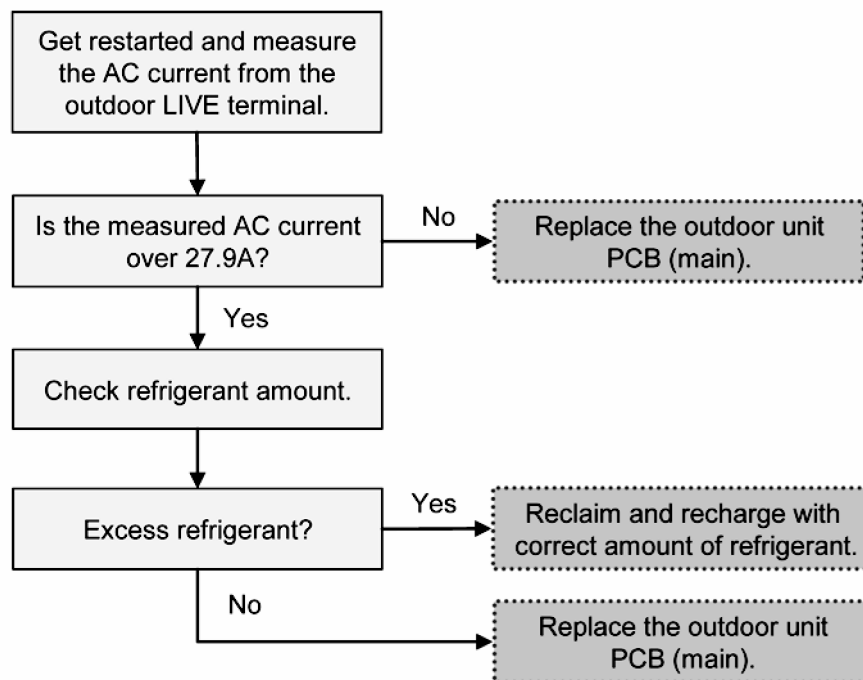 Get restarted and measure
the AC current from the
outdoor LIVE terminal.
Is the measured AC current
over 27.9A?
No
Replace the outdoor unit
PCB (main).
Yes
Check refrigerant amount.
Excess refrigerant?
Yes
Reclaim and recharge with
correct amount of refrigerant.
No
Replace the outdoor unit
PCB (main).